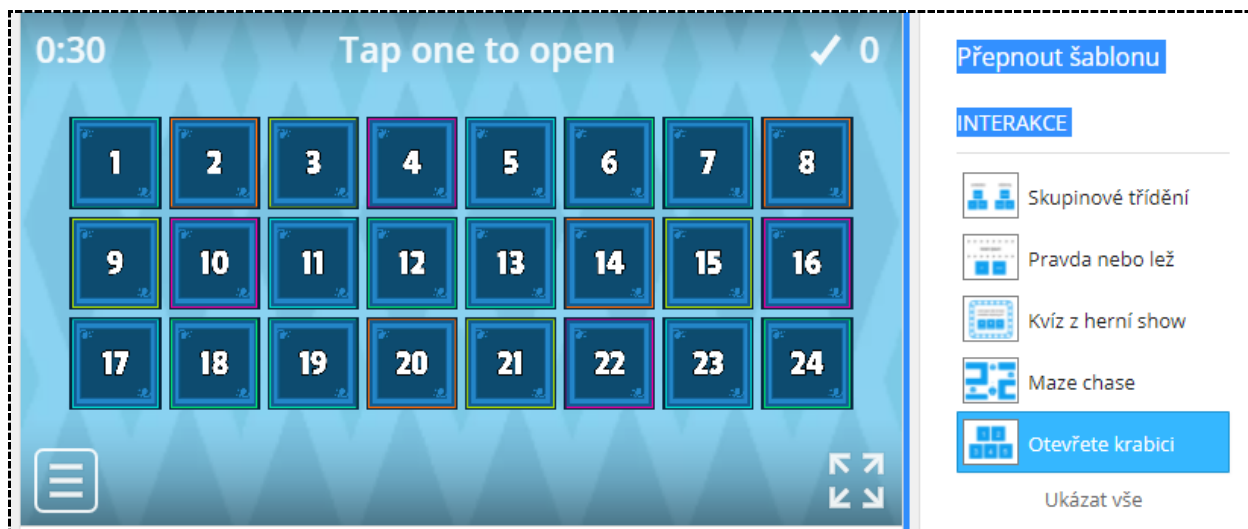 0:30 Tap one to open 0
1 2 3 4 5 6 7 8
9 10 11 12 13 14 15 16
17 18 19 20 21 22 23 24
Přepnout šablonu
INTERAKCE
Skupinové třídění
Pravda nebo lež
Kvíz z herní show
Maze chase
Otevřete krabici
Ukázat vše